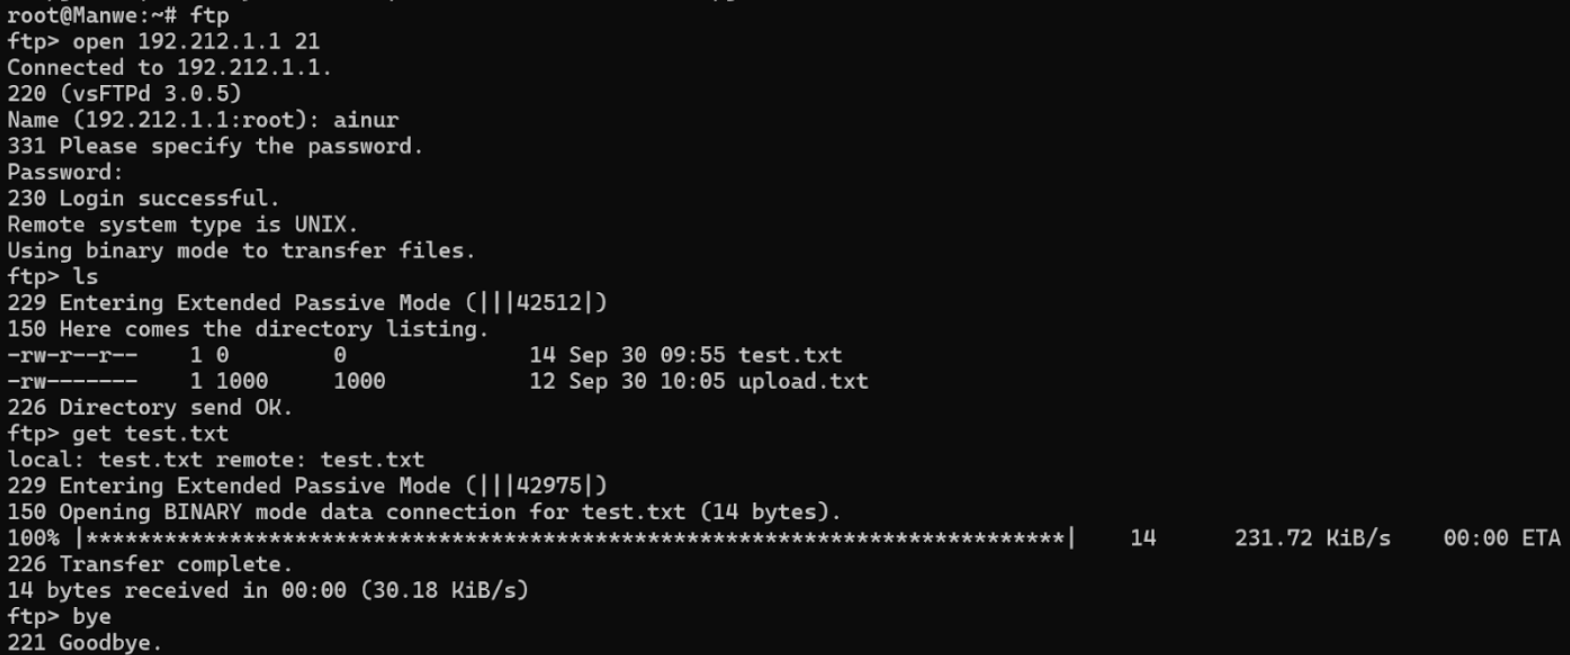 root@Manwe:~# ftp
ftp> open 192.212.1.1 21
Connected to 192.212.1.1.
220 (vsFTPd 3.0.5)
Name (192.212.1.1:root): ainur
331 Please specify the password.
Password:
230 Login successful.
Remote system type is UNIX.
Using binary mode to transfer files.
ftp> ls
229 Entering Extended Passive Mode (|||42512|)
150 Here comes the directory listing.
-rw-r--r--    1 0        0              14 Sep 30 09:55 test.txt
-rw-------    1 1000     1000           12 Sep 30 10:05 upload.txt
226 Directory send OK.
ftp> get test.txt
local: test.txt remote: test.txt
229 Entering Extended Passive Mode (|||42975|)
150 Opening BINARY mode data connection for test.txt (14 bytes).
100% |***************************************************************************|    14      231.72 KiB/s    00:00 ETA
226 Transfer complete.
14 bytes received in 00:00 (30.18 KiB/s)
ftp> bye
221 Goodbye.